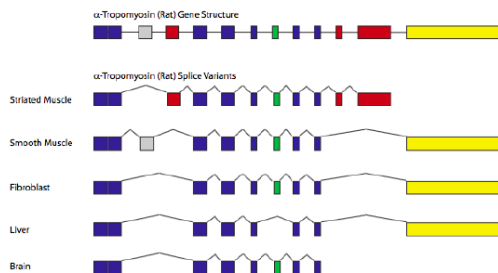 α-Tropomyosin (Rat) Gene Structure
α-Tropomyosin (Rat) Splice Variants
Striated Muscle
Smooth Muscle
Fibroblast
Liver
Brain